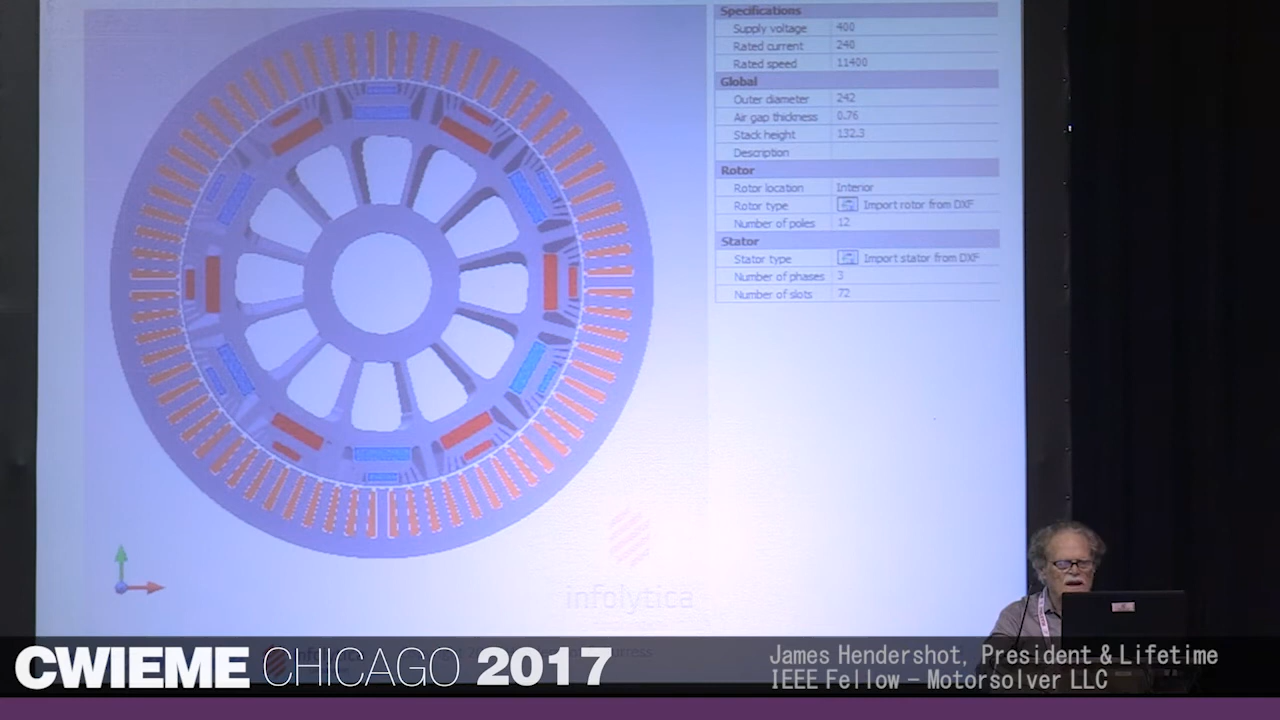 Specifications
Supply voltage 400
Rated current 240
Rated speed 11400
Global
Outer diameter 242
Air gap thickness 0.76
Stack height 132.3
Description
Rotor
Rotor location Interior
Rotor type Import rotor from DXF
Number of poles 12
Stator
Stator type Import stator from DXF
Number of phases 3
Number of slots 72
infolytica
CWIEME CHICAGO 2017
James Hendershot, President & Lifetime
IEEE Fellow – Motorsolver LLC